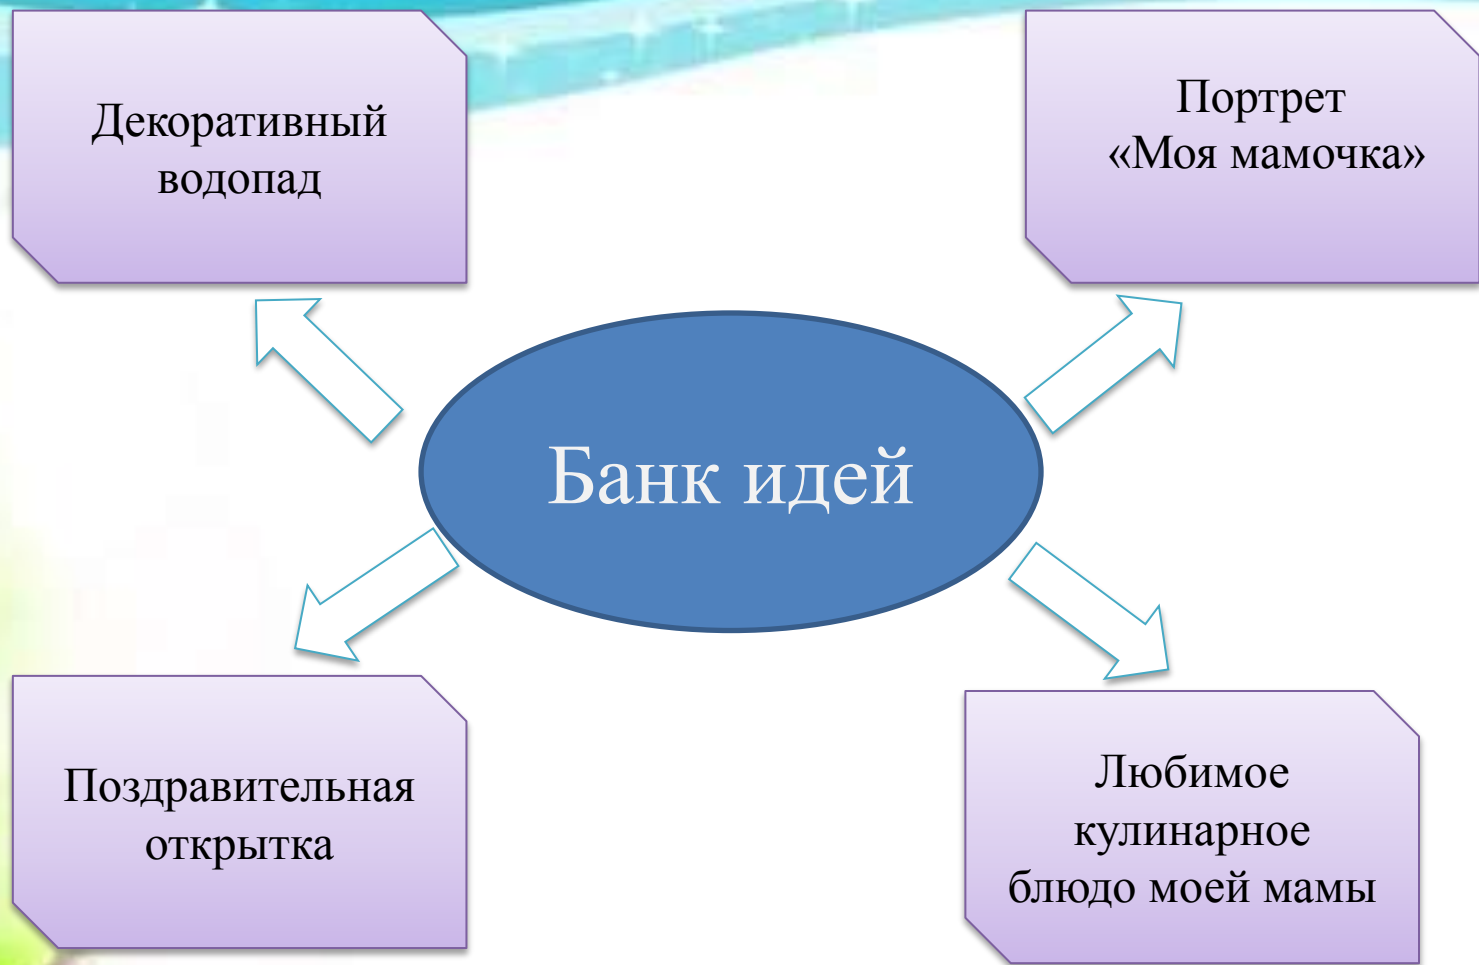 Декоративный
водопад
Портрет
«Моя мамочка»
Банк идей
Поздравительная
открытка
Любимое
кулинарное
блюдо моей мамы